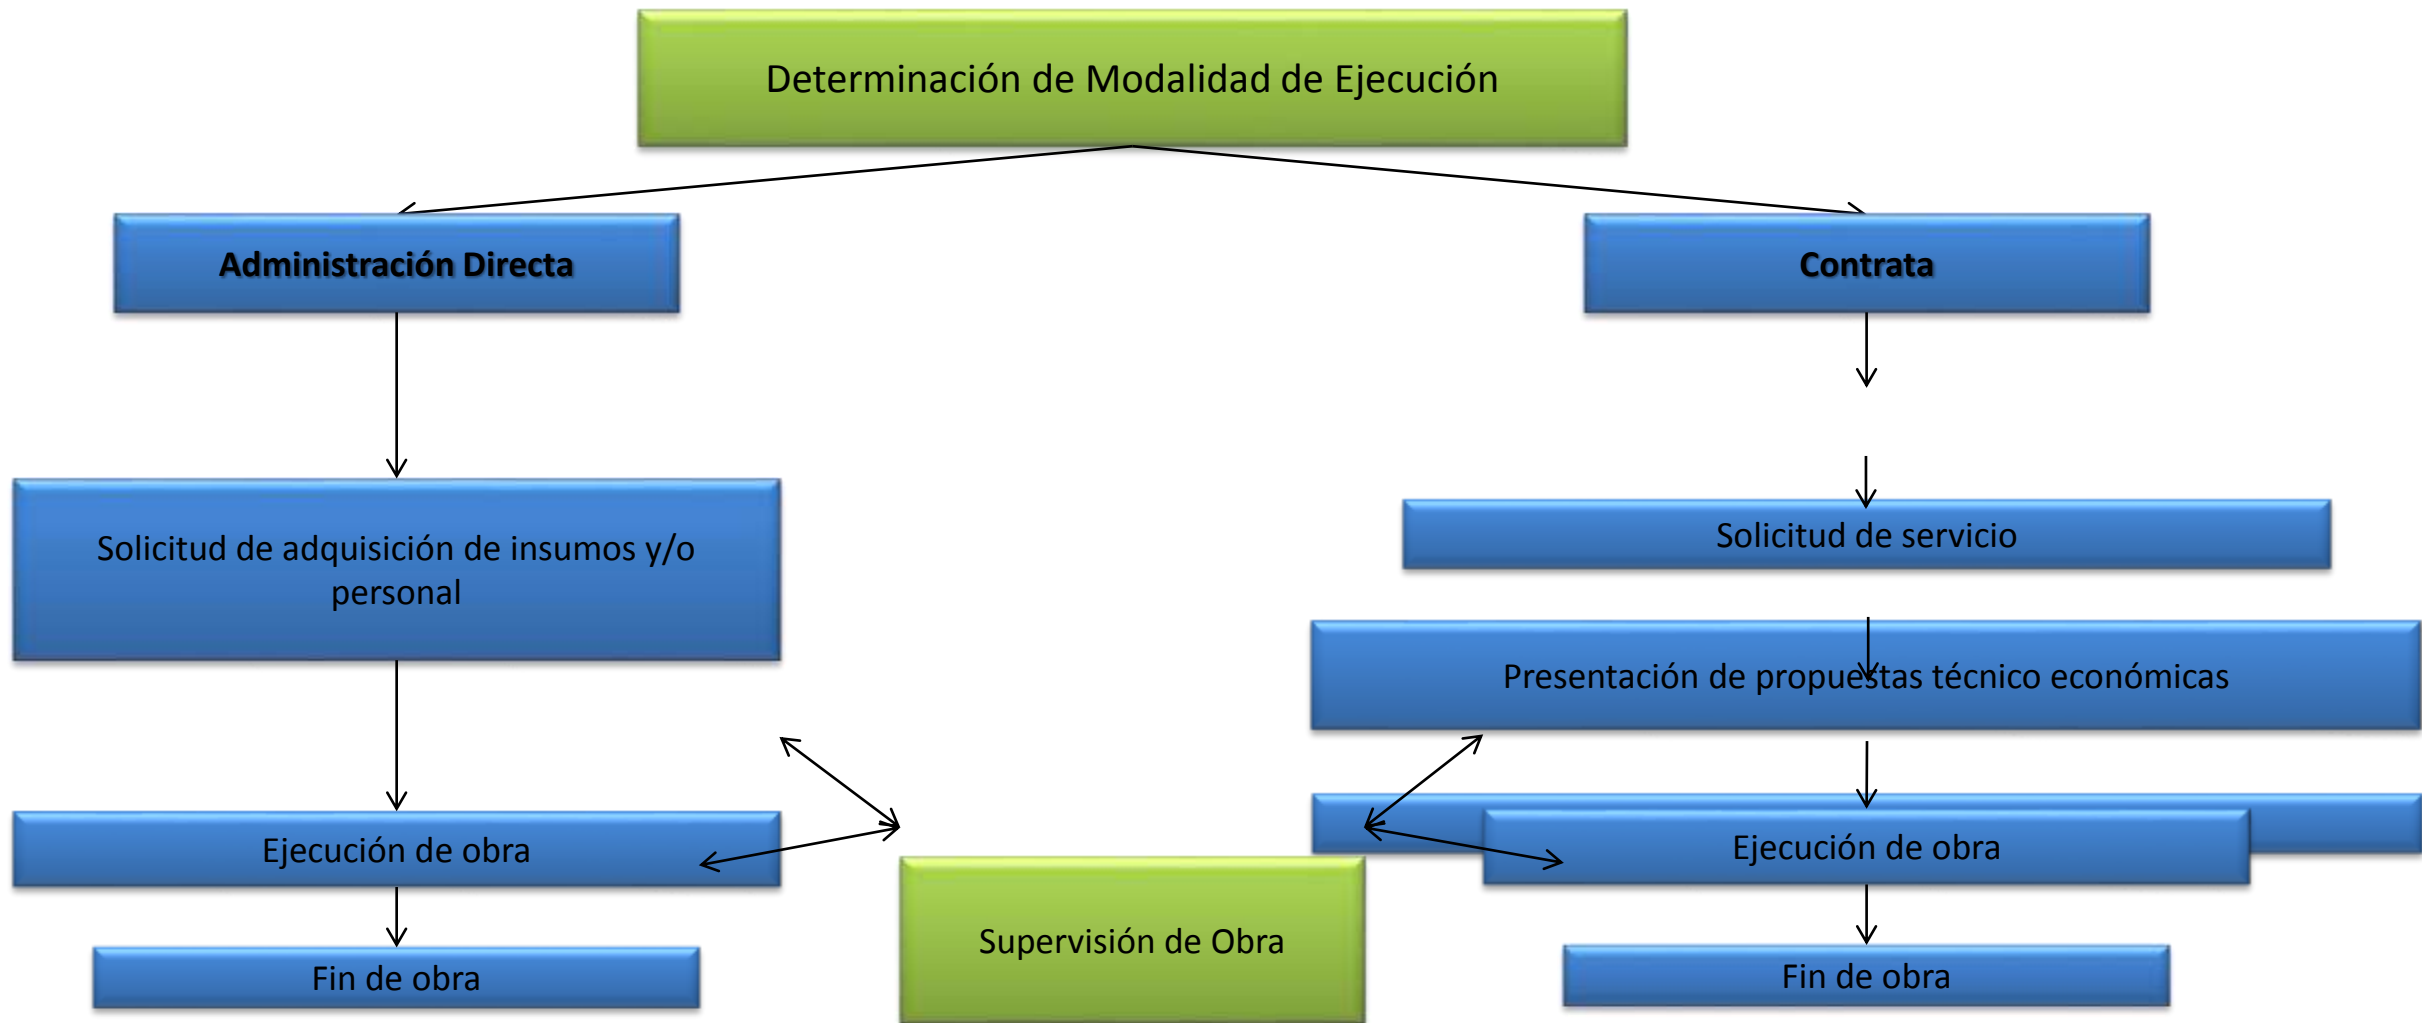 Determinación de Modalidad de Ejecución
Administración Directa
Contrata
Solicitud de adquisición de insumos y/o
personal
Solicitud de servicio
Presentación de propuestas técnico económicas
Ejecución de obra
Ejecución de obra
Supervisión de Obra
Fin de obra
Fin de obra